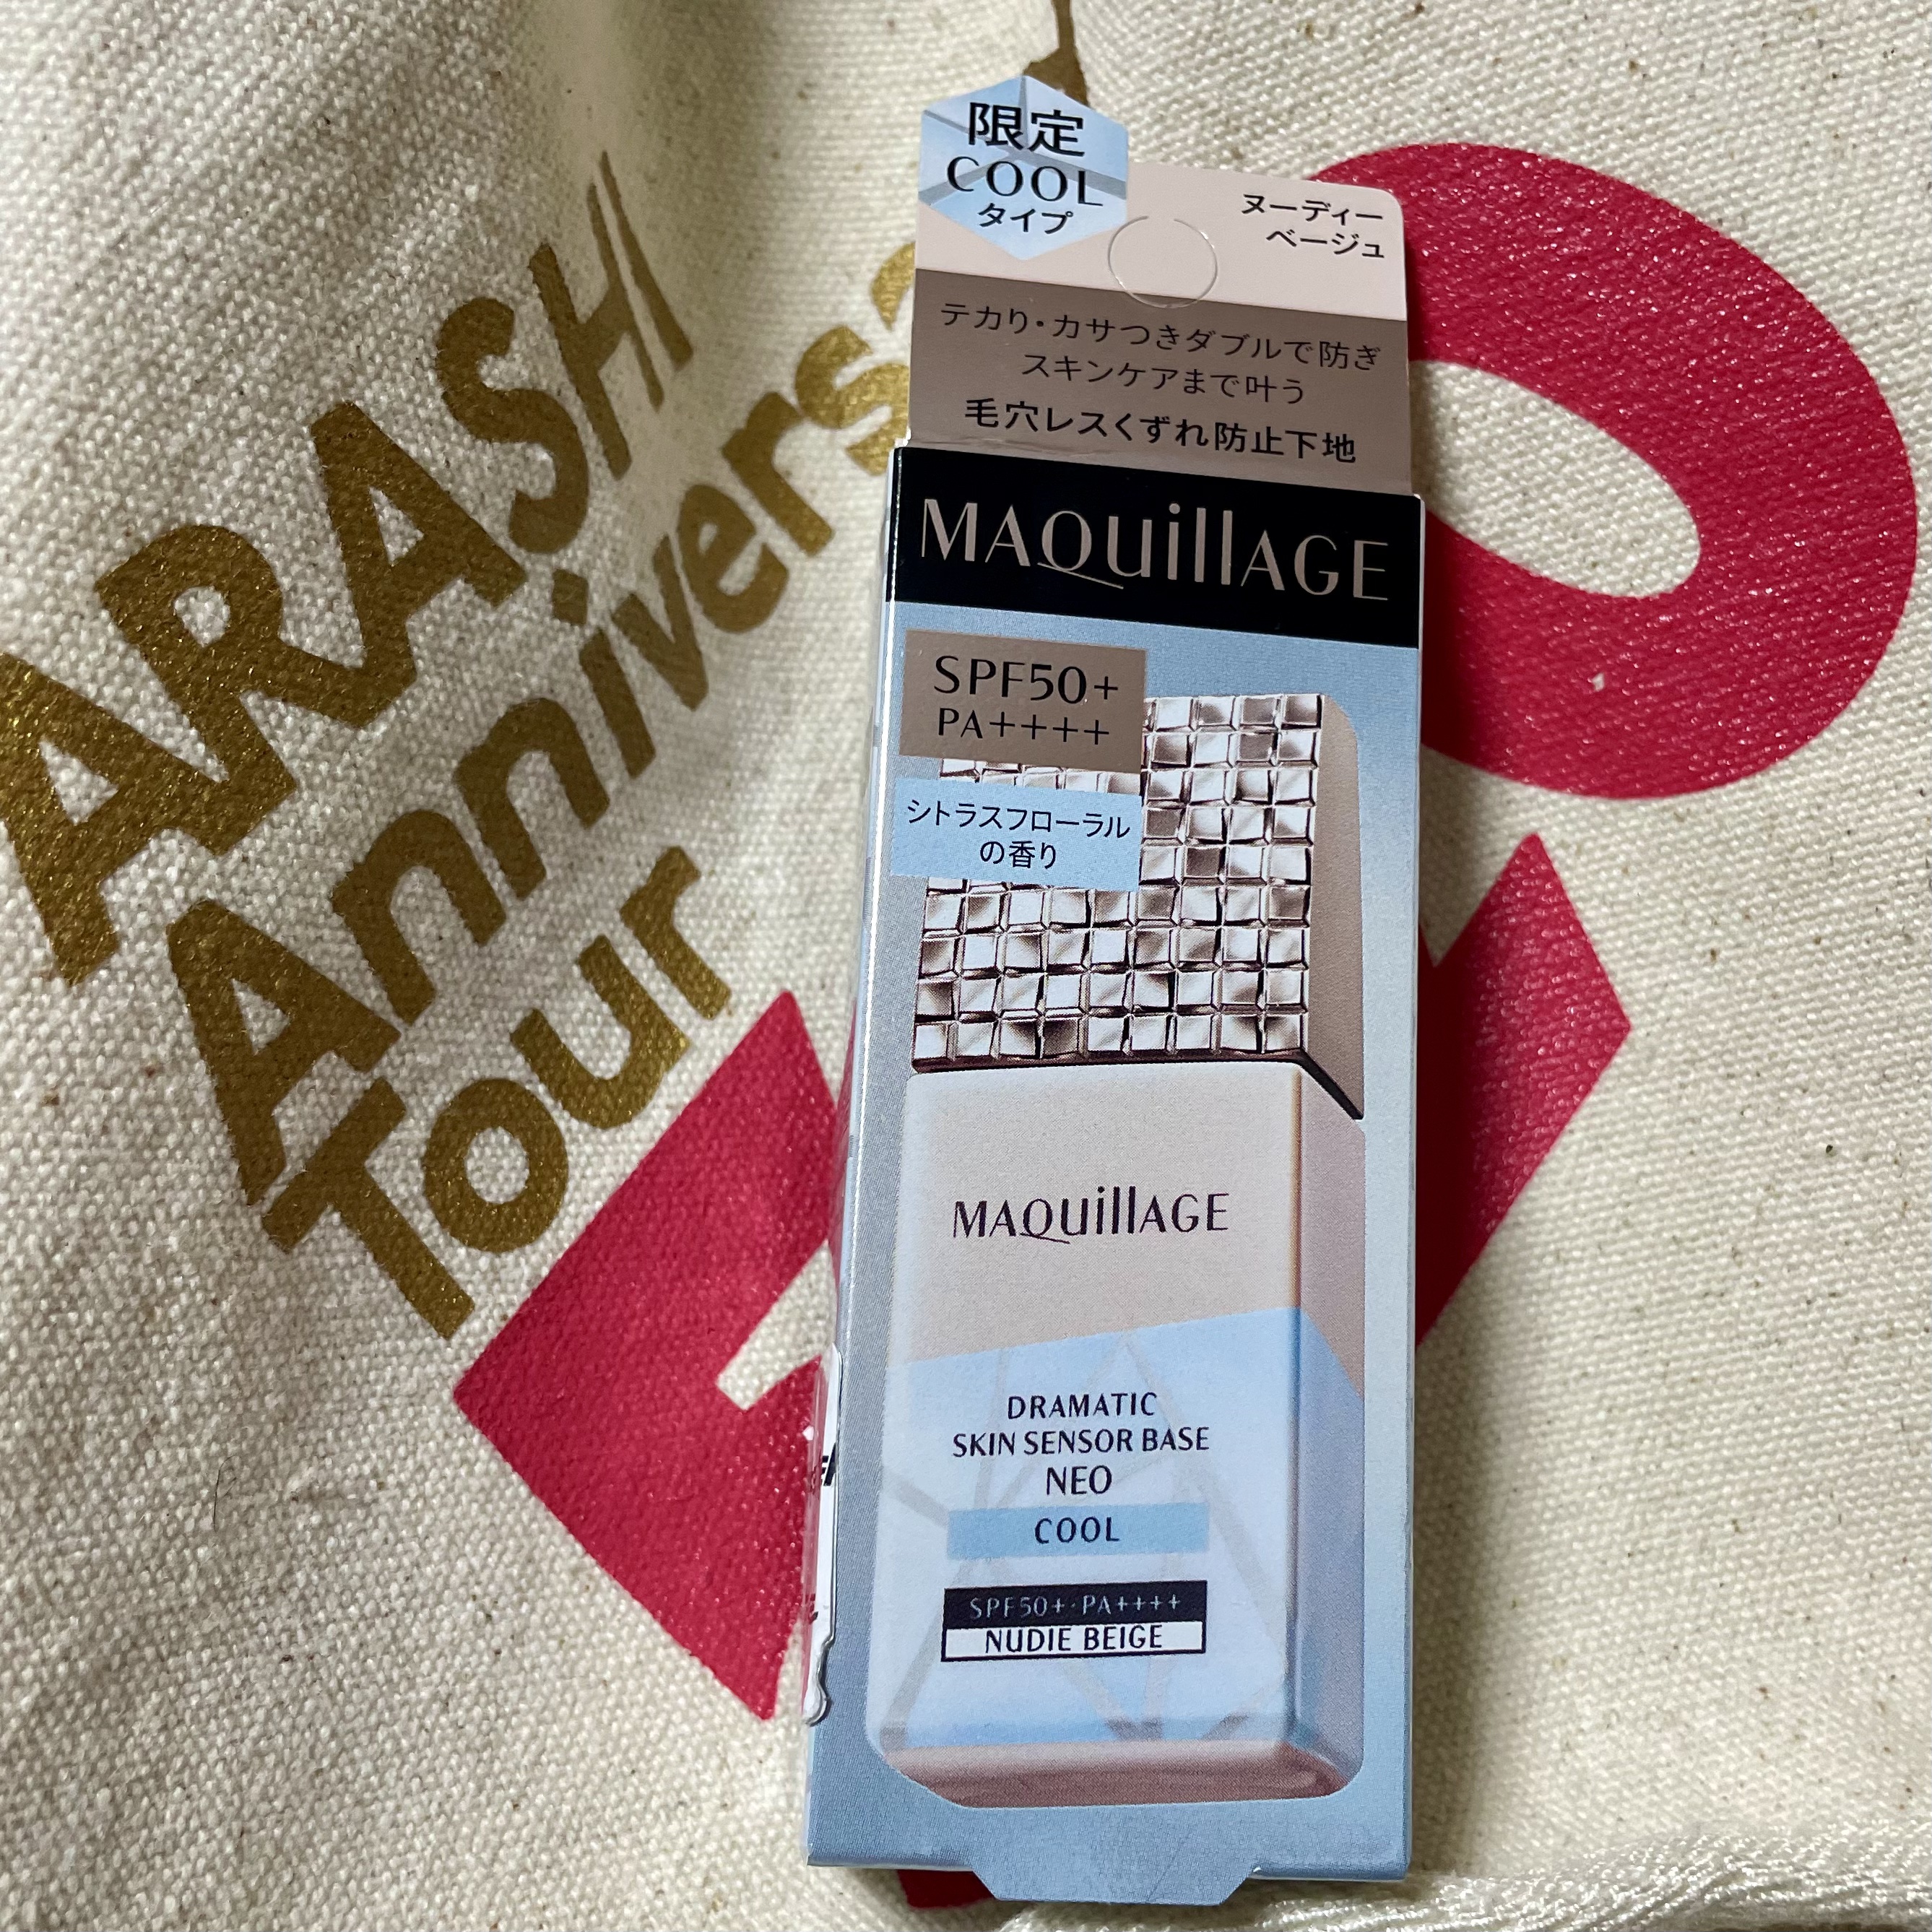 限定
COOL
タイプ
ヌーディー
ベージュ
テカリ・カサつきダブルで防ぎ
スキンケアまで叶う
毛穴レスくずれ防止下地
MAQuillAGE
SPF50+
PA++++
シトラスフローラル
の香り
MAQuillAGE
DRAMATIC
SKIN SENSOR BASE
NEO
COOL
SPF50+・PA++++
NUDIE BEIGE
ARASHI
Annivers
Tour